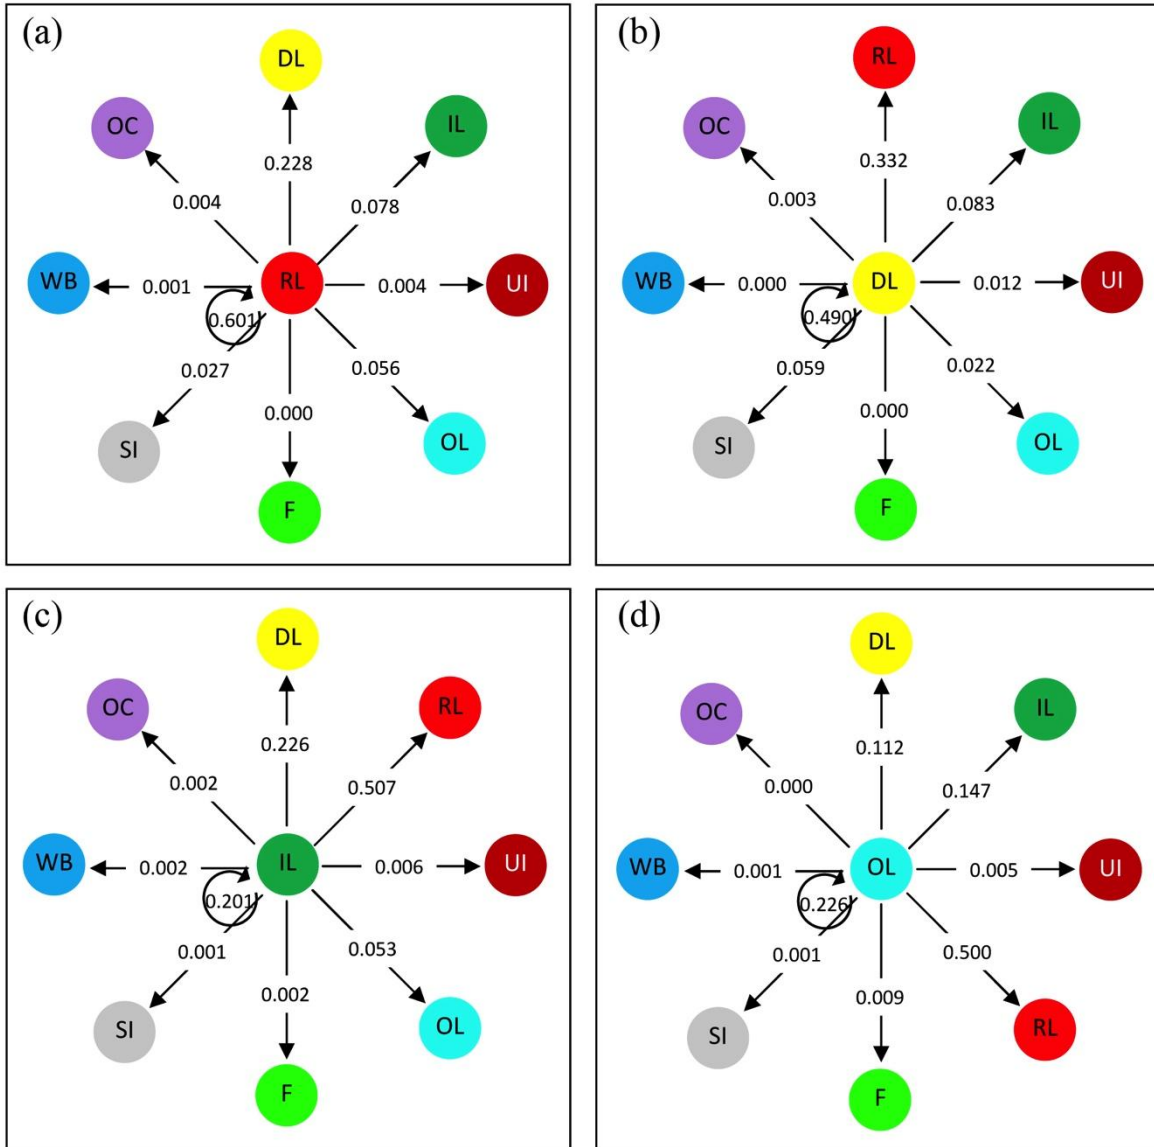 (a)
DL
OC
IL
0.228
0.004
0.078
WB
0.001
RL
0.004
UI
0.601
0.027
0.056
0.000
SI
OL
F
(b)
RL
OC
IL
0.332
0.003
0.083
WB
0.000
DL
0.012
UI
0.490
0.059
0.022
0.000
SI
OL
F
(c)
DL
OC
RL
0.226
0.002
0.507
WB
0.002
IL
0.006
UI
0.201
0.001
0.053
0.002
SI
OL
F
(d)
DL
OC
IL
0.112
0.000
0.147
WB
0.001
OL
0.005
UI
0.226
0.001
0.500
0.009
SI
RL
F